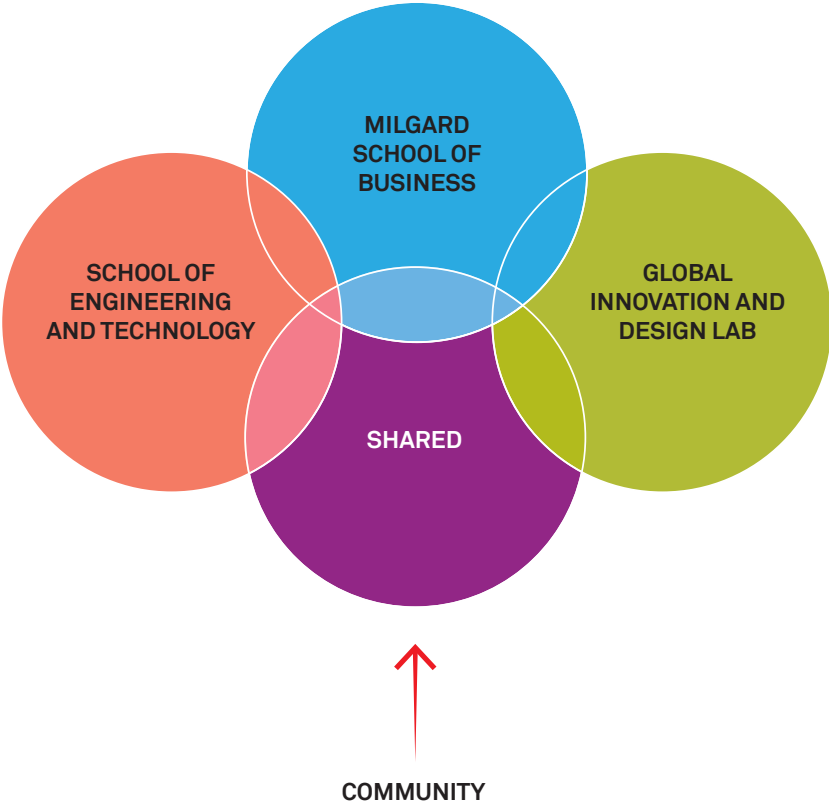 MILGARD
SCHOOL OF
BUSINESS
SCHOOL OF
ENGINEERING
AND TECHNOLOGY
GLOBAL
INNOVATION AND
DESIGN LAB
SHARED
COMMUNITY